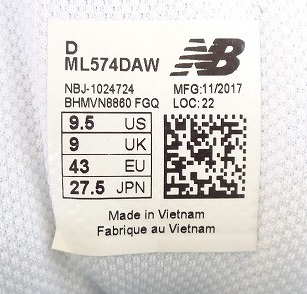 D
ML574DAW NB
NBJ-1024724 MFG:11/2017
BHMVN8860 FGQ LOC: 22
9.5 US
9 UK
43 EU
27.5 JPN
Made in Vietnam
Fabrique au Vietnam